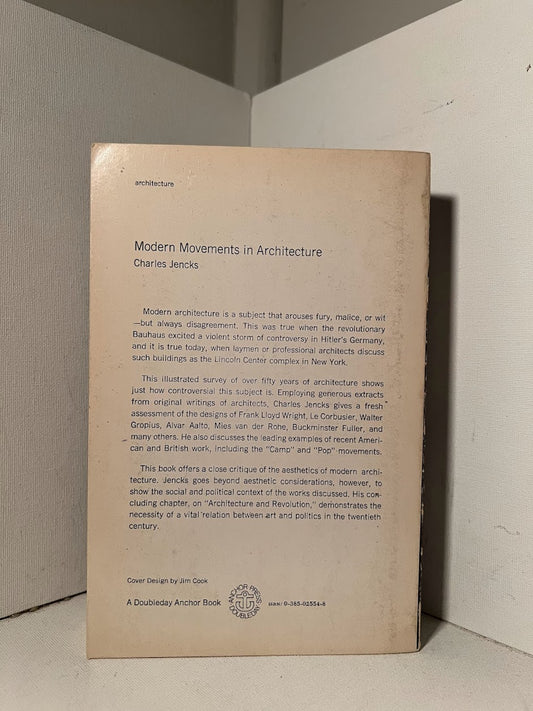 architecture
Modern Movements in Architecture
Charles Jencks
Modern architecture is a subject that arouses fury, malice, or wit
—but always disagreement. This was true when the revolutionary
Bauhaus excited a violent storm of controversy in Hitler's Germany,
and it is true today, when laymen or professional architects discuss
such buildings as the Lincoln Center complex in New York.
This illustrated survey of over fifty years of architecture shows
just how controversial this subject is. Employing generous extracts
from original writings of architects, Charles Jencks gives a fresh
assessment of the designs of Frank Lloyd Wright, Le Corbusier, Walter
Gropius, Alvar Aalto, Mies van der Rohe, Buckminster Fuller, and
many others. He also discusses the leading examples of recent Ameri-
can and British work, including the "Camp" and "Pop" movements.
This book offers a close critique of the aesthetics of modern archi-
tecture. Jencks goes beyond aesthetic considerations, however, to
show the social and political context of the works discussed. His con-
cluding chapter, on "Architecture and Revolution," demonstrates the
necessity of a vital relation between art and politics in the twentieth
century.
Cover Design by Jim Cook
A Doubleday Anchor Book
ANCHOR PRESS
DOUBLEDAY
ISBN: 0-385-02554-8